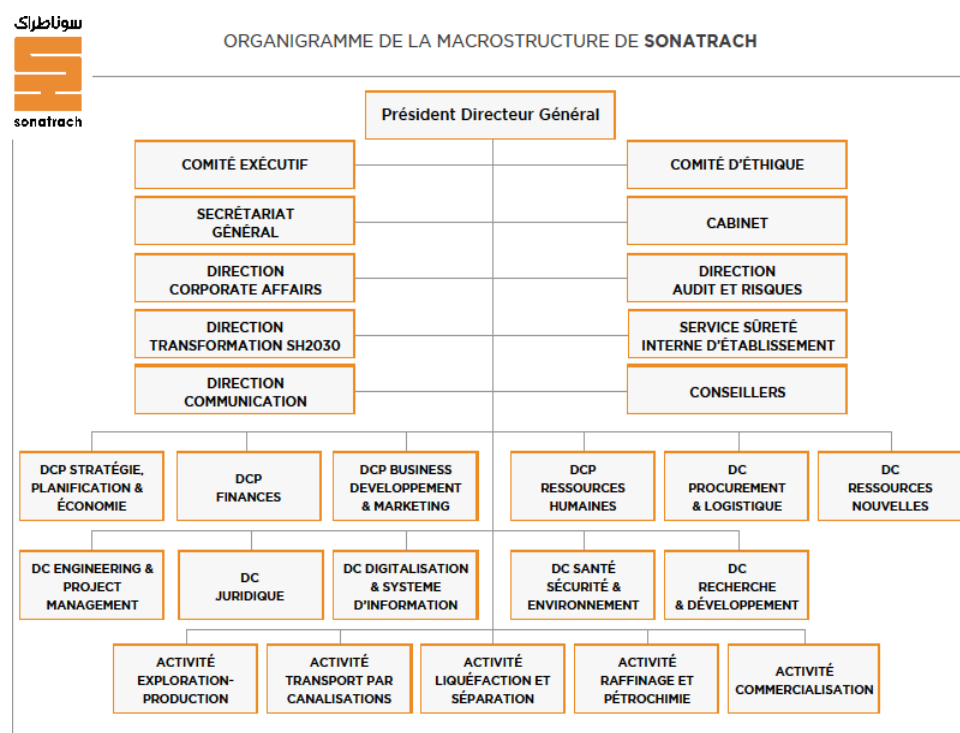 سوناطراك
ORGANIGRAMME DE LA MACROSTRUCTURE DE SONATRACH
sonatrach
Président Directeur Général
COMITÉ EXÉCUTIF
COMITÉ D'ÉTHIQUE
SECRÉTARIAT
GÉNÉRAL
CABINET
DIRECTION
CORPORATE AFFAIRS
DIRECTION
AUDIT ET RISQUES
DIRECTION
TRANSFORMATION SH2030
SERVICE SÛRETÉ
INTERNE D'ÉTABLISSEMENT
DIRECTION
COMMUNICATION
CONSEILLERS
DCP STRATÉGIE,
PLANIFICATION &
ÉCONOMIE
DCP
FINANCES
DCP BUSINESS
DEVELOPPEMENT
& MARKETING
DCP
RESSOURCES
HUMAINES
DC
PROCUREMENT
& LOGISTIQUE
DC
RESSOURCES
NOUVELLES
DC ENGINEERING &
PROJECT
MANAGEMENT
DC
JURIDIQUE
DC DIGITALISATION
& SYSTEME
D'INFORMATION
DC SANTÉ
SÉCURITÉ &
ENVIRONNEMENT
DC
RECHERCHE
& DÉVELOPPEMENT
ACTIVITÉ
EXPLORATION-
PRODUCTION
ACTIVITÉ
TRANSPORT PAR
CANALISATIONS
ACTIVITÉ
LIQUÉFACTION ET
SÉPARATION
ACTIVITÉ
RAFFINAGE ET
PÉTROCHIMIE
ACTIVITÉ
COMMERCIALISATION